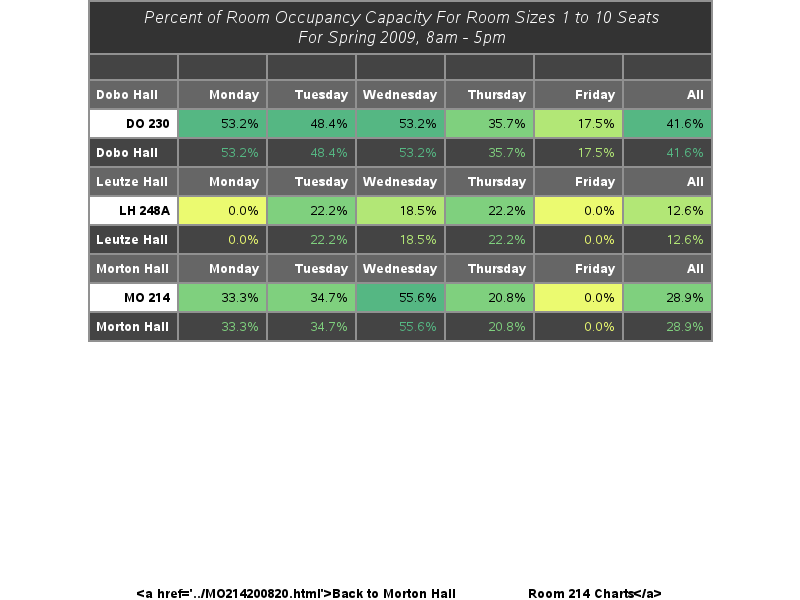 Percent of Room Occupancy Capacity For Room Sizes 1 to 10 Seats
For Spring 2009, 8am - 5pm
Dobo Hall Monday Tuesday Wednesday Thursday Friday All
DO 230 53.2% 48.4% 53.2% 35.7% 17.5% 41.6%
Dobo Hall 53.2% 48.4% 53.2% 35.7% 17.5% 41.6%
Leutze Hall Monday Tuesday Wednesday Thursday Friday All
LH 248A 0.0% 22.2% 18.5% 22.2% 0.0% 12.6%
Leutze Hall 0.0% 22.2% 18.5% 22.2% 0.0% 12.6%
Morton Hall Monday Tuesday Wednesday Thursday Friday All
MO 214 33.3% 34.7% 55.6% 20.8% 0.0% 28.9%
Morton Hall 33.3% 34.7% 55.6% 20.8% 0.0% 28.9%
<a href='../MO214200820.html'>Back to Morton Hall Room 214 Charts</a>